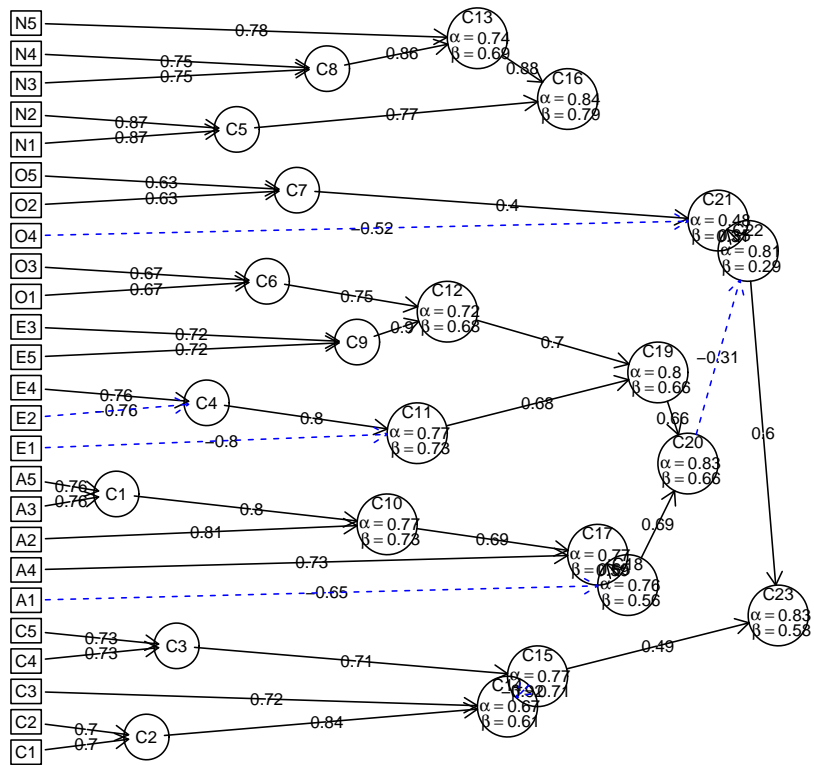 N5
N4
N3
N2
N1
O5
O2
O4
O3
O1
E3
E5
E4
E2
E1
A5
A3
A2
A4
A1
C5
C4
C3
C2
C1
0.78
0.75
0.75
C8
0.86
C13
α = 0.74
β = 0.69
0.88
C16
α = 0.84
β = 0.79
0.87
0.87
C5
0.77
0.63
0.63
C7
0.4
−0.52
C21
α = 0.48
C22
α = 0.81
β = 0.29
0.67
0.67
C6
0.75
C12
α = 0.72
β = 0.68
0.72
0.72
C9
0.9
0.7
C19
α = 0.8
β = 0.66
−0.31
0.6
0.76
−0.76
C4
0.8
−0.8
C11
α = 0.77
β = 0.73
0.68
0.66
C20
α = 0.83
β = 0.66
0.76
0.76
C1
0.8
0.81
C10
α = 0.77
β = 0.73
0.69
0.73
C17
α = 0.77
0.69
−0.65
α = 0.76
β = 0.56
C23
α = 0.83
β = 0.58
0.73
0.73
C3
0.71
C15
α = 0.77
0.49
0.72
α = 0.67
β = 0.61
0.7
0.7
C2
0.84